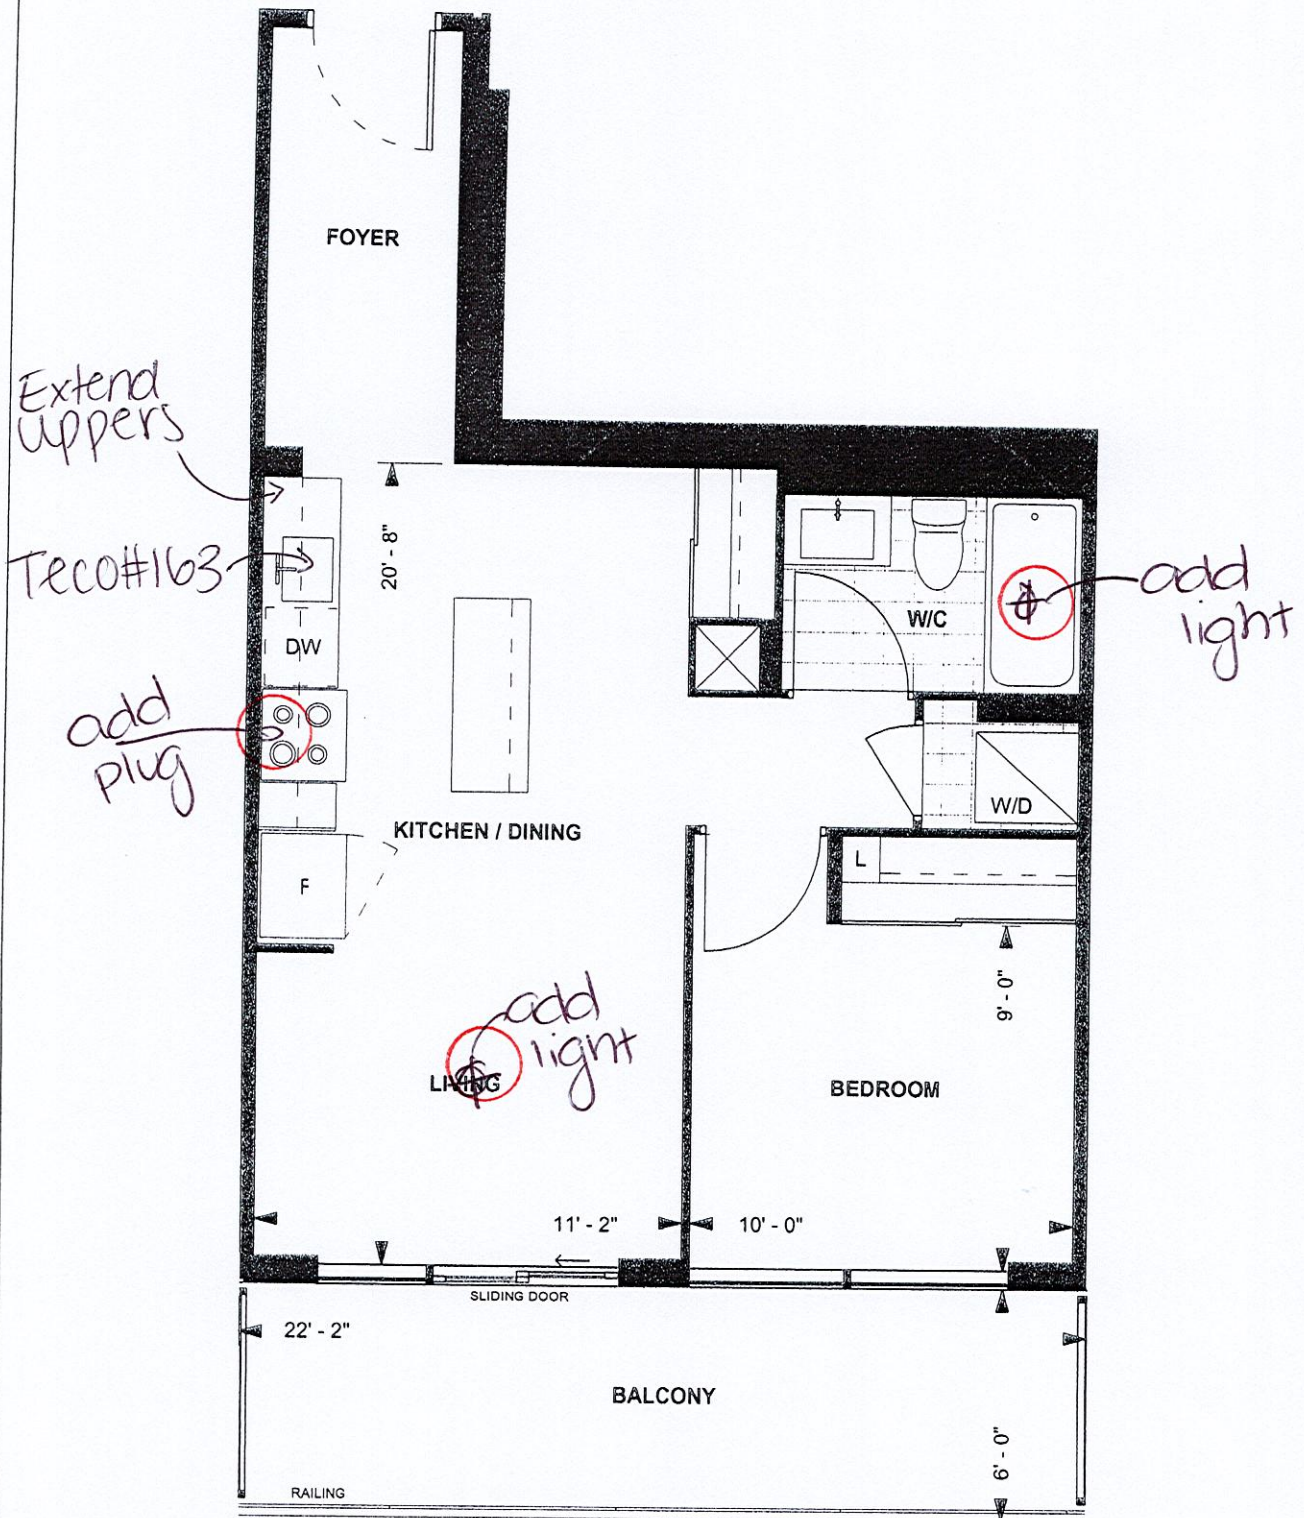 FOYER
Extend
uppers
20' - 8"
Teco#163
DW
W/C
add
light
add
plug
W/D
KITCHEN / DINING
L
F
9' - 0"
add
light
LIVING
BEDROOM
11' - 2"
10' - 0"
SLIDING DOOR
22' - 2"
BALCONY
6' - 0"
RAILING